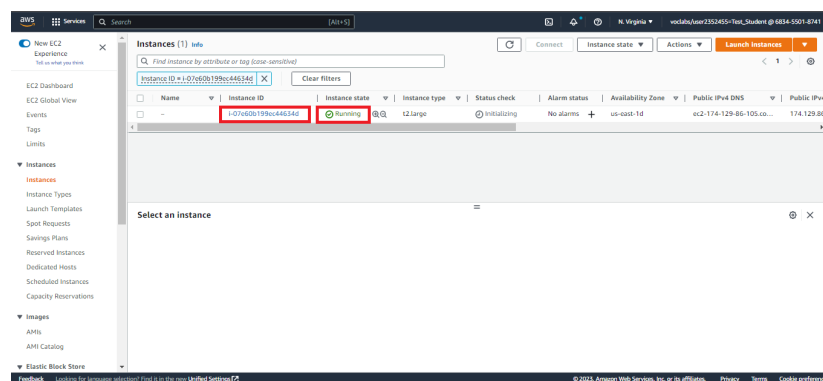 aws Services Search [Alt+S] N. Virginia voclabs/user2352455=Test_Student @ 6834-5501-8741
New EC2 Experience
Tell us what you think
EC2 Dashboard
EC2 Global View
Events
Tags
Limits
Instances
Instances
Instance Types
Launch Templates
Spot Requests
Savings Plans
Reserved Instances
Dedicated Hosts
Scheduled Instances
Capacity Reservations
Images
AMIs
AMI Catalog
Elastic Block Store
Instances (1) Info Connect Instance state Actions Launch instances
Find instance by attribute or tag (case-sensitive) 1
Instance ID = i-07e60b199ec44634d X Clear filters
Name Instance ID Instance state Instance type Status check Alarm status Availability Zone Public IPv4 DNS Public IPv4
– i-07e60b199ec44634d Running t2.large Initializing No alarms + us-east-1d ec2-174-129-86-105.co... 174.129.86
Select an instance
Feedback Looking for language selection? Find it in the new Unified Settings © 2023, Amazon Web Services, Inc. or its affiliates. Privacy Terms Cookie preferences